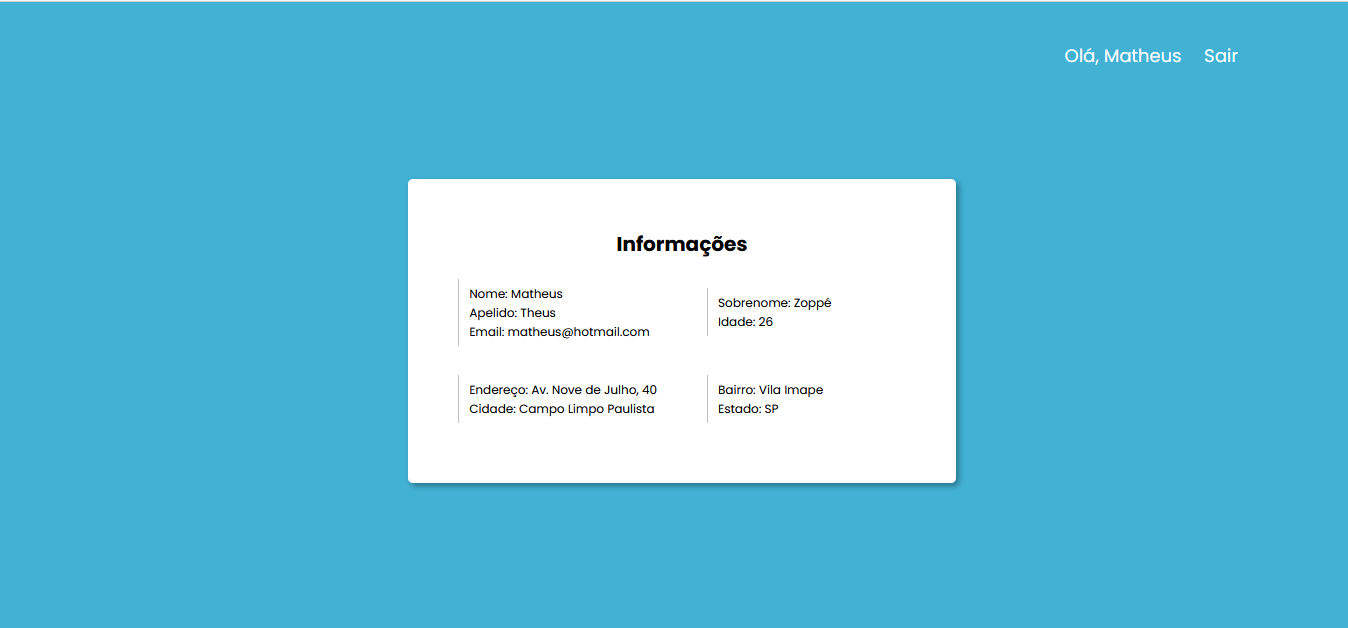 Olá, Matheus Sair
Informações
Nome: Matheus
Apelido: Theus
Email: matheus@hotmail.com
Sobrenome: Zoppé
Idade: 26
Endereço: Av. Nove de Julho, 40
Cidade: Campo Limpo Paulista
Bairro: Vila Imape
Estado: SP